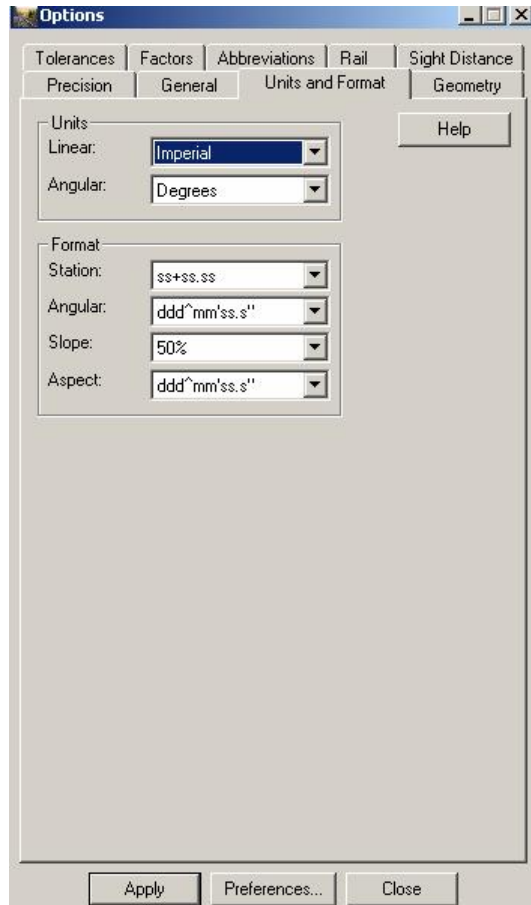 Options
Tolerances Factors Abbreviations Rail Sight Distance
Precision General Units and Format Geometry
Help
Units
Linear: Imperial
Angular: Degrees
Format
Station: ss+ss.ss
Angular: ddd^mm'ss.s"
Slope: 50%
Aspect: ddd^mm'ss.s"
Apply Preferences... Close